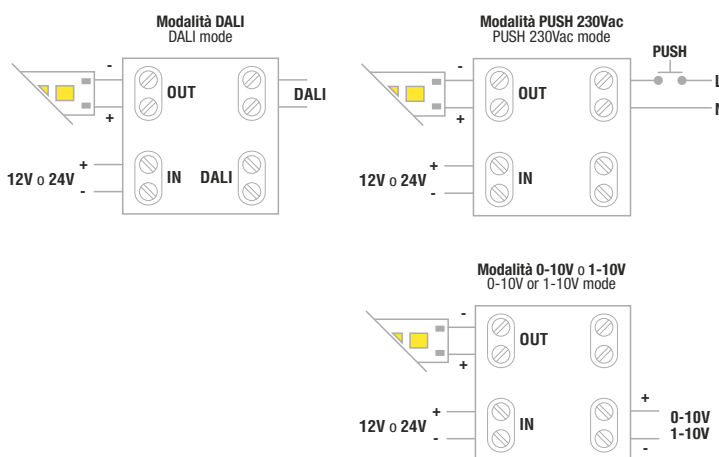 Modalità DALI
DALI mode
-
OUT
DALI
+
+
12V o 24V
IN
DALI
-
Modalità PUSH 230Vac
PUSH 230Vac mode
PUSH
-
L
OUT
+
N
+
12V o 24V
IN
-
Modalità 0-10V o 1-10V
0-10V or 1-10V mode
-
OUT
+
+
12V o 24V
IN
-
+
0-10V
1-10V
-